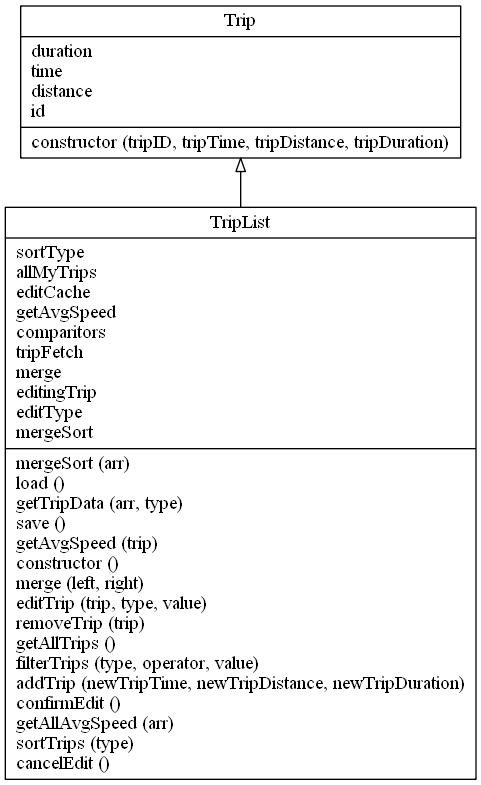 Trip
duration
time
distance
id
constructor (tripID, tripTime, tripDistance, tripDuration)
TripList
sortType
allMyTrips
editCache
getAvgSpeed
comparitors
tripFetch
merge
editingTrip
editType
mergeSort
mergeSort (arr)
load ()
getTripData (arr, type)
save ()
getAvgSpeed (trip)
constructor ()
merge (left, right)
editTrip (trip, type, value)
removeTrip (trip)
getAllTrips ()
filterTrips (type, operator, value)
addTrip (newTripTime, newTripDistance, newTripDuration)
confirmEdit ()
getAllAvgSpeed (arr)
sortTrips (type)
cancelEdit ()